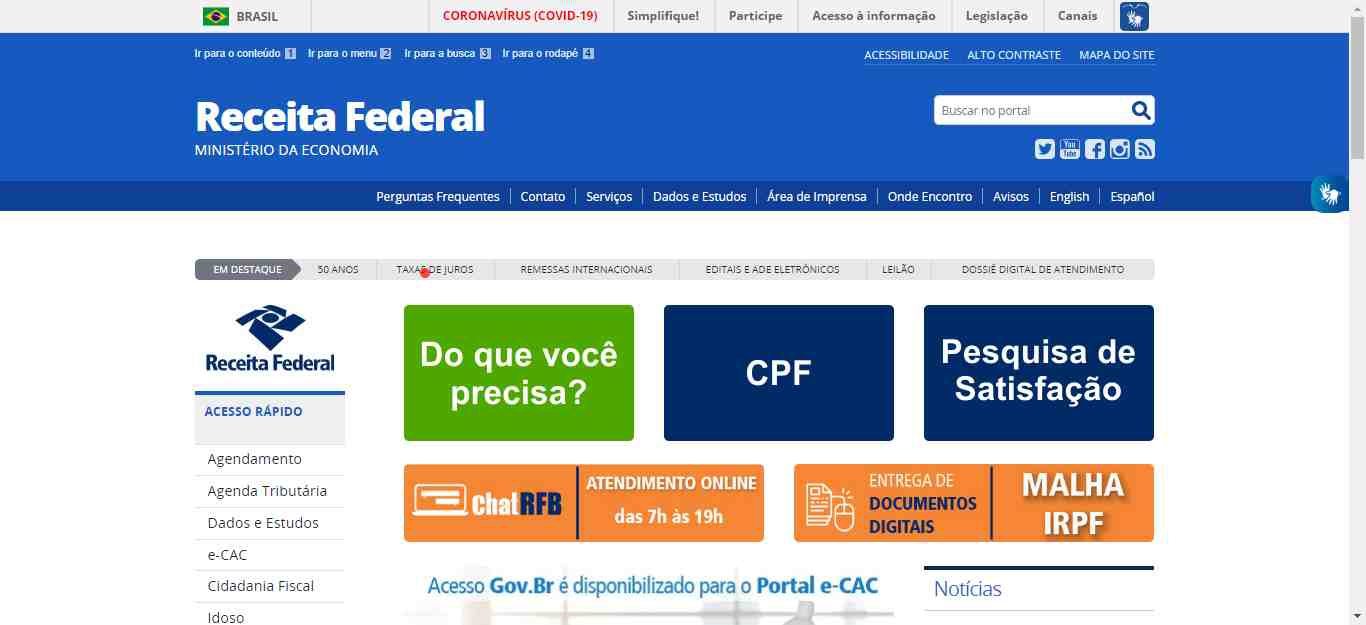 BRASIL
CORONAVÍRUS (COVID-19)
Simplifique!
Participe
Acesso à informação
Legislação
Canais
Ir para o conteúdo 1
Ir para o menu 2
Ir para a busca 3
Ir para o rodapé 4
ACESSIBILIDADE
ALTO CONTRASTE
MAPA DO SITE
Receita Federal
MINISTÉRIO DA ECONOMIA
Buscar no portal
You
Tube
Perguntas Frequentes
Contato
Serviços
Dados e Estudos
Área de Imprensa
Onde Encontro
Avisos
English
Español
EM DESTAQUE
50 ANOS
TAXAS DE JUROS
REMESSAS INTERNACIONAIS
EDITAIS E ADE ELETRÔNICOS
LEILÃO
DOSSIÊ DIGITAL DE ATENDIMENTO
Receita Federal
ACESSO RÁPIDO
Agendamento
Agenda Tributária
Dados e Estudos
e-CAC
Cidadania Fiscal
Idoso
Do que você
precisa?
CPF
Pesquisa de
Satisfação
chatRFB
ATENDIMENTO ONLINE
das 7h às 19h
ENTREGA DE
DOCUMENTOS
DIGITAIS
MALHA
IRPF
Acesso Gov.Br é disponibilizado para o Portal e-CAC
Notícias